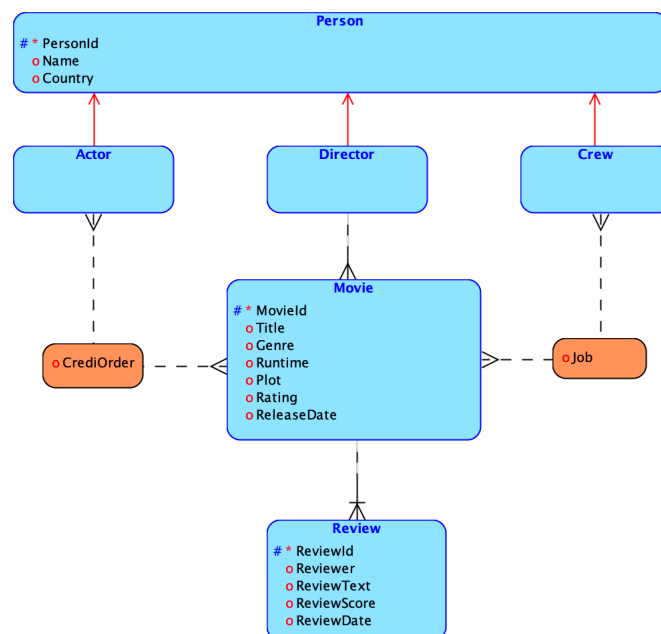 Person
# * PersonId
o Name
o Country
Actor
Director
Crew
Movie
# * MovieId
o Title
o Genre
o Runtime
o Plot
o Rating
o ReleaseDate
o CrediOrder
o Job
Review
# * ReviewId
o Reviewer
o ReviewText
o ReviewScore
o ReviewDate